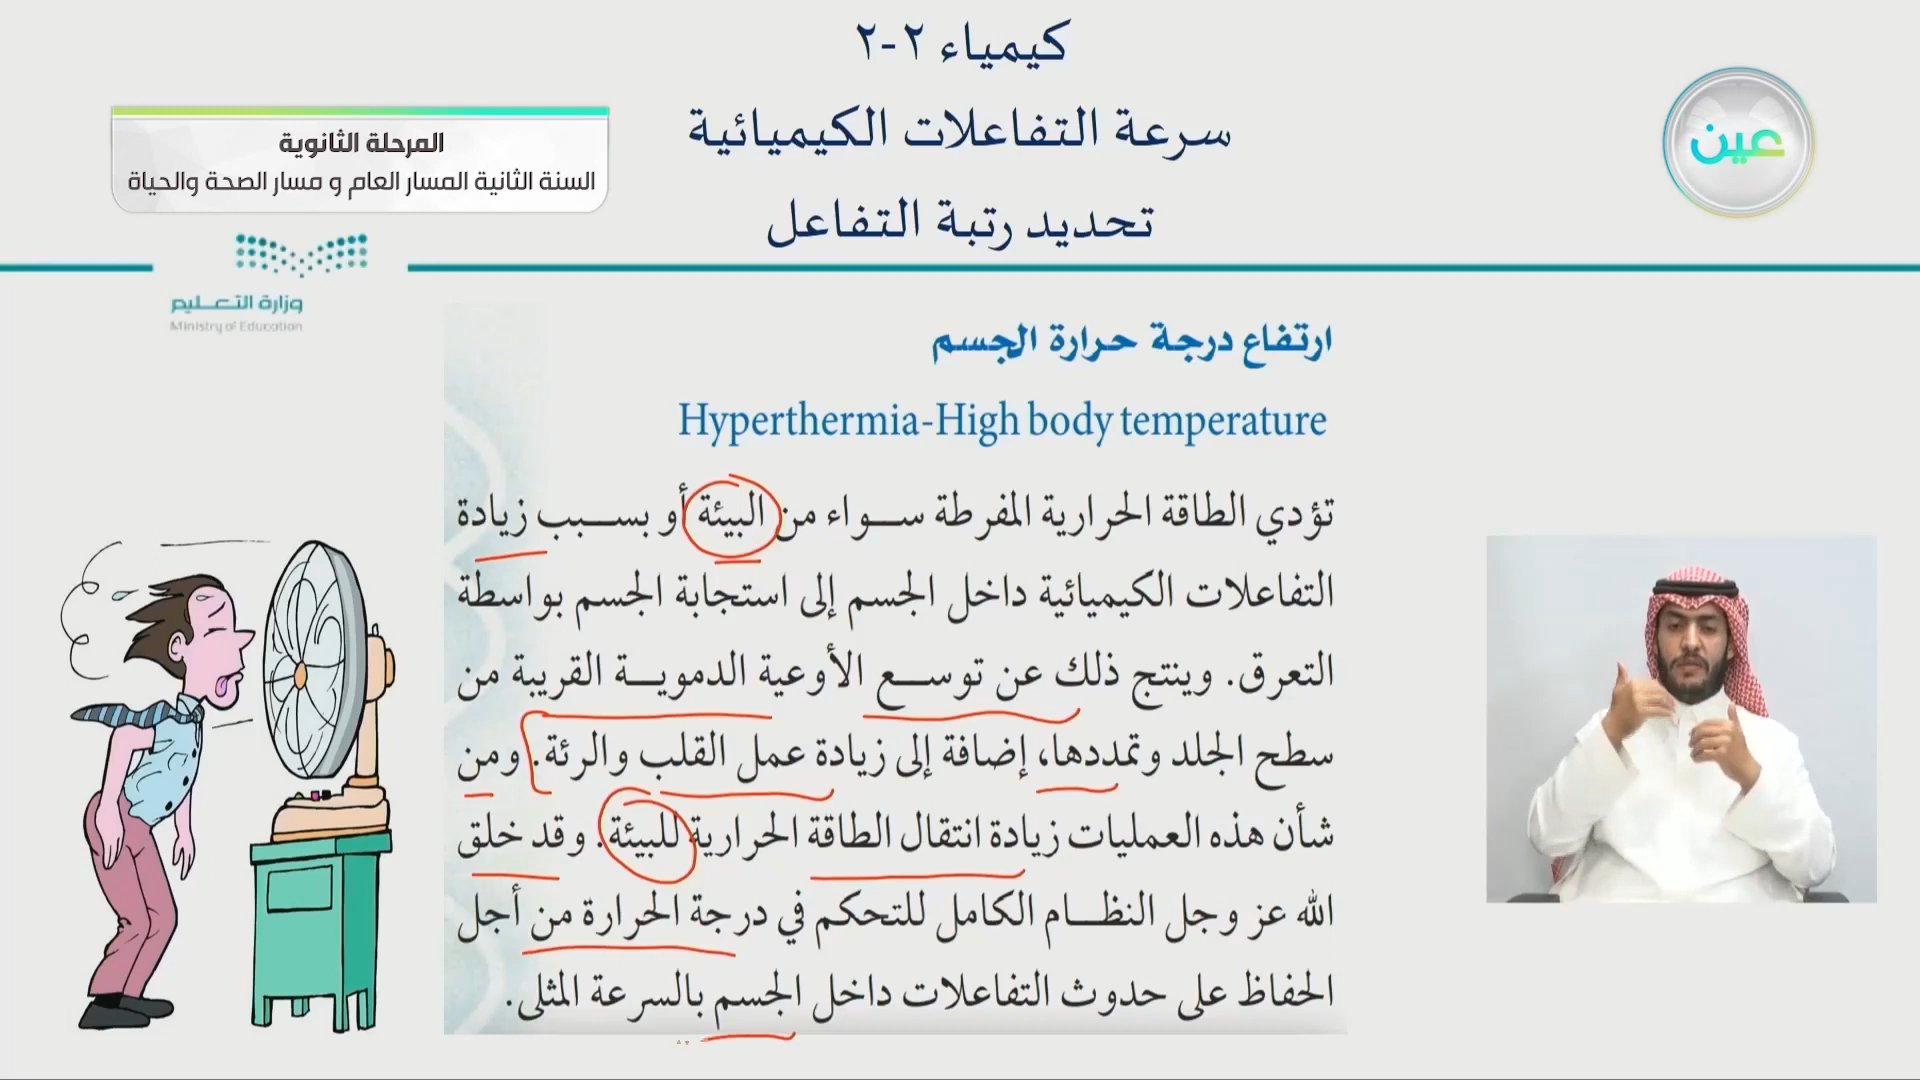 كيمياء ٢-٢
سرعة التفاعلات الكيميائية
تحديد رتبة التفاعل
عين
المرحلة الثانوية
السنة الثانية المسار العام و مسار الصحة والحياة
وزارة التعليم
Ministry of Education
ارتفاع درجة حرارة الجسم
Hyperthermia-High body temperature
تؤدي الطاقة الحرارية المفرطة سواء من البيئة أو بسبب زيادة
التفاعلات الكيميائية داخل الجسم إلى استجابة الجسم بواسطة
التعرق. وينتج ذلك عن توسع الأوعية الدموية القريبة من
سطح الجلد وتمددها، إضافة إلى زيادة عمل القلب والرئة. ومن
شأن هذه العمليات زيادة انتقال الطاقة الحرارية للبيئة. وقد خلق
الله عز وجل النظام الكامل للتحكم في درجة الحرارة من أجل
الحفاظ على حدوث التفاعلات داخل الجسم بالسرعة المثلى.